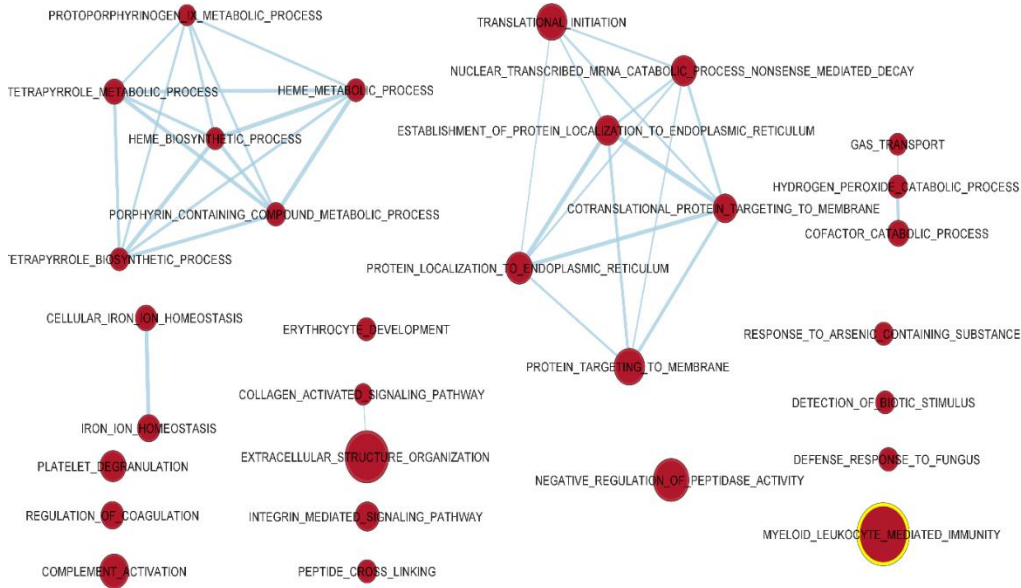 PROTOPORPHYRINOGEN_IX_METABOLIC_PROCESS
TETRAPYRROLE_METABOLIC_PROCESS
HEME_METABOLIC_PROCESS
HEME_BIOSYNTHETIC_PROCESS
PORPHYRIN_CONTAINING_COMPOUND_METABOLIC_PROCESS
TETRAPYRROLE_BIOSYNTHETIC_PROCESS
TRANSLATIONAL_INITIATION
NUCLEAR_TRANSCRIBED_MRNA_CATABOLIC_PROCESS_NONSENSE_MEDIATED_DECAY
ESTABLISHMENT_OF_PROTEIN_LOCALIZATION_TO_ENDOPLASMIC_RETICULUM
COTRANSLATIONAL_PROTEIN_TARGETING_TO_MEMBRANE
PROTEIN_LOCALIZATION_TO_ENDOPLASMIC_RETICULUM
PROTEIN_TARGETING_TO_MEMBRANE
GAS_TRANSPORT
HYDROGEN_PEROXIDE_CATABOLIC_PROCESS
COFACTOR_CATABOLIC_PROCESS
CELLULAR_IRON_ION_HOMEOSTASIS
IRON_ION_HOMEOSTASIS
PLATELET_DEGRANULATION
REGULATION_OF_COAGULATION
COMPLEMENT_ACTIVATION
ERYTHROCYTE_DEVELOPMENT
COLLAGEN_ACTIVATED_SIGNALING_PATHWAY
EXTRACELLULAR_STRUCTURE_ORGANIZATION
INTEGRIN_MEDIATED_SIGNALING_PATHWAY
PEPTIDE_CROSS_LINKING
NEGATIVE_REGULATION_OF_PEPTIDASE_ACTIVITY
RESPONSE_TO_ARSENIC_CONTAINING_SUBSTANCE
DETECTION_OF_BIOTIC_STIMULUS
DEFENSE_RESPONSE_TO_FUNGUS
MYELOID_LEUKOCYTE_MEDIATED_IMMUNITY